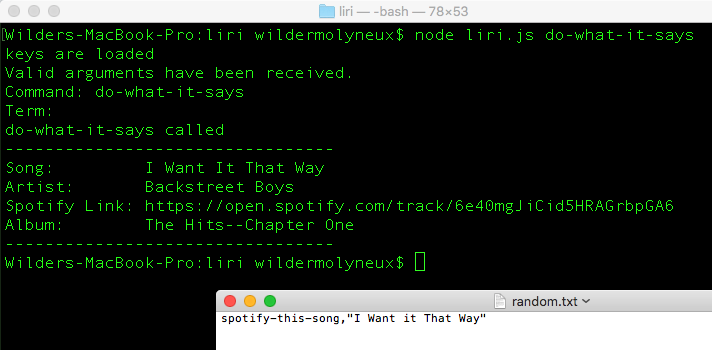 liri — -bash — 78×53
Wilders-MacBook-Pro:liri wildermolyneux$ node liri.js do-what-it-says
keys are loaded
Valid arguments have been received.
Command: do-what-it-says
Term:
do-what-it-says called
---------------------------------
Song: I Want It That Way
Artist: Backstreet Boys
Spotify Link: https://open.spotify.com/track/6e40mgJiCid5HRAGrbpGA6
Album: The Hits--Chapter One
---------------------------------
Wilders-MacBook-Pro:liri wildermolyneux$
random.txt
spotify-this-song,"I Want it That Way"